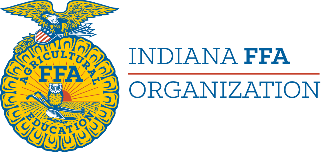 AGRICULTURAL
FFA
EDUCATION
INDIANA FFA
ORGANIZATION